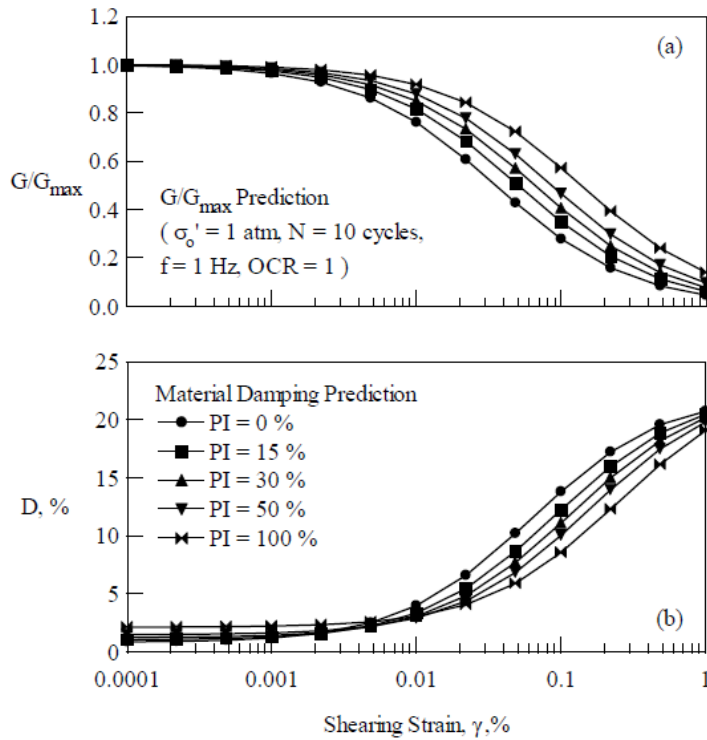 1.2
(a)
1.0
0.8
0.6
G/Gmax
0.4
0.2
0.0
G/Gmax Prediction
( σo' = 1 atm, N = 10 cycles,
f = 1 Hz, OCR = 1 )
25
20
15
D, %
10
5
0
Material Damping Prediction
PI = 0 %
PI = 15 %
PI = 30 %
PI = 50 %
PI = 100 %
(b)
0.0001 0.001 0.01 0.1 1
Shearing Strain, γ,%